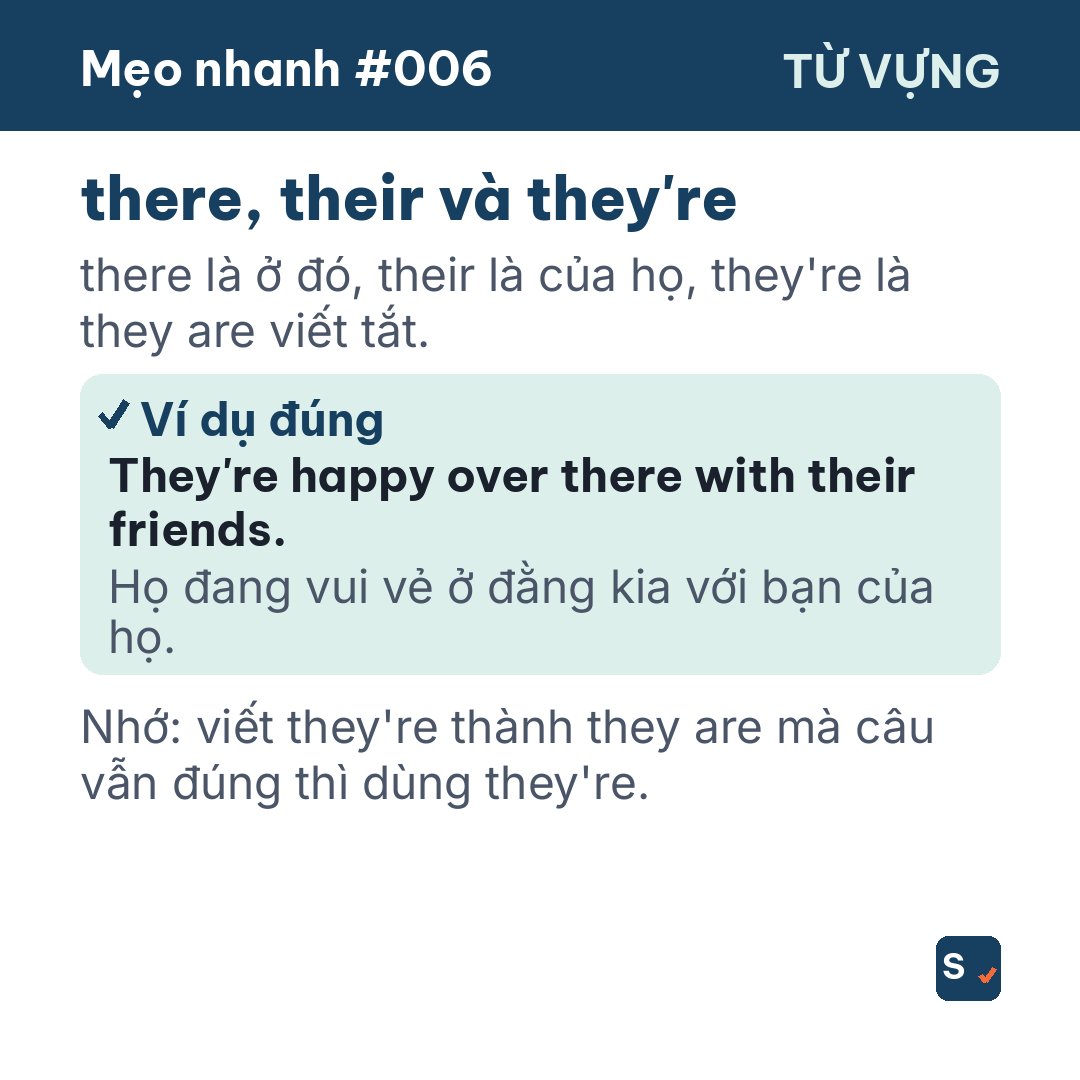 Mẹo nhanh #006
TỪ VỰNG
there, their và they're
there là ở đó, their là của họ, they're là
they are viết tắt.
Ví dụ đúng
They're happy over there with their
friends.
Họ đang vui vẻ ở đằng kia với bạn của
họ.
Nhớ: viết they're thành they are mà câu
vẫn đúng thì dùng they're.
S